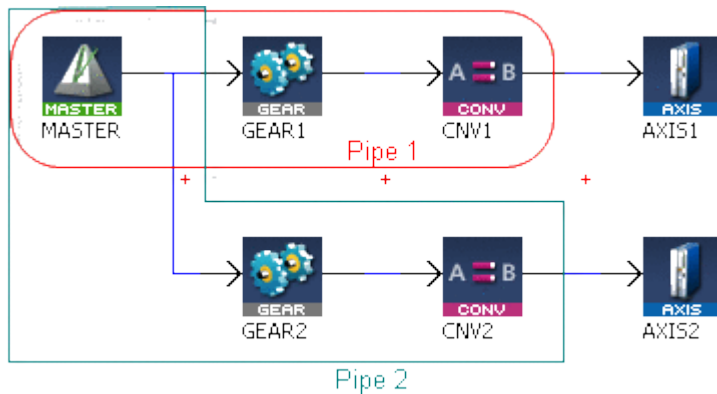 MASTER
MASTER
GEAR
GEAR1
A B
CONV
CNV1
AXIS
AXIS1
Pipe 1
GEAR
GEAR2
A B
CONV
CNV2
AXIS
AXIS2
Pipe 2